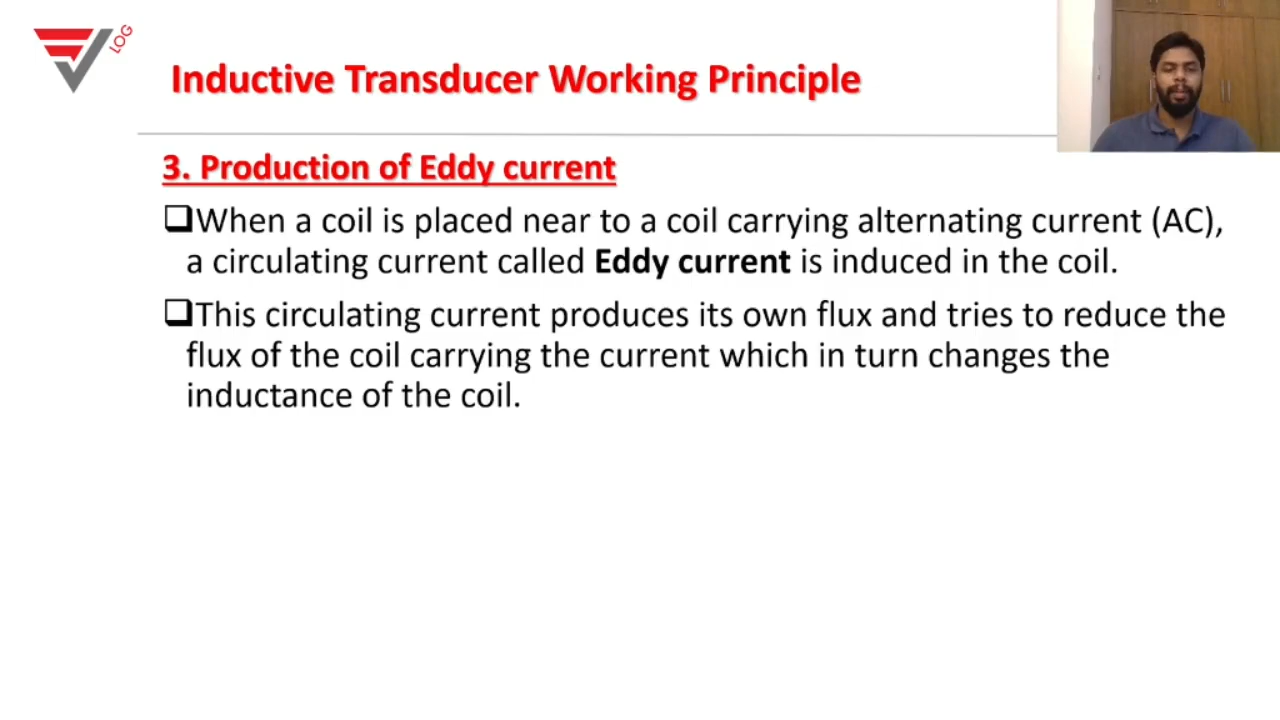 LOG
Inductive Transducer Working Principle
3. Production of Eddy current
❑When a coil is placed near to a coil carrying alternating current (AC),
a circulating current called Eddy current is induced in the coil.
❑This circulating current produces its own flux and tries to reduce the
flux of the coil carrying the current which in turn changes the
inductance of the coil.